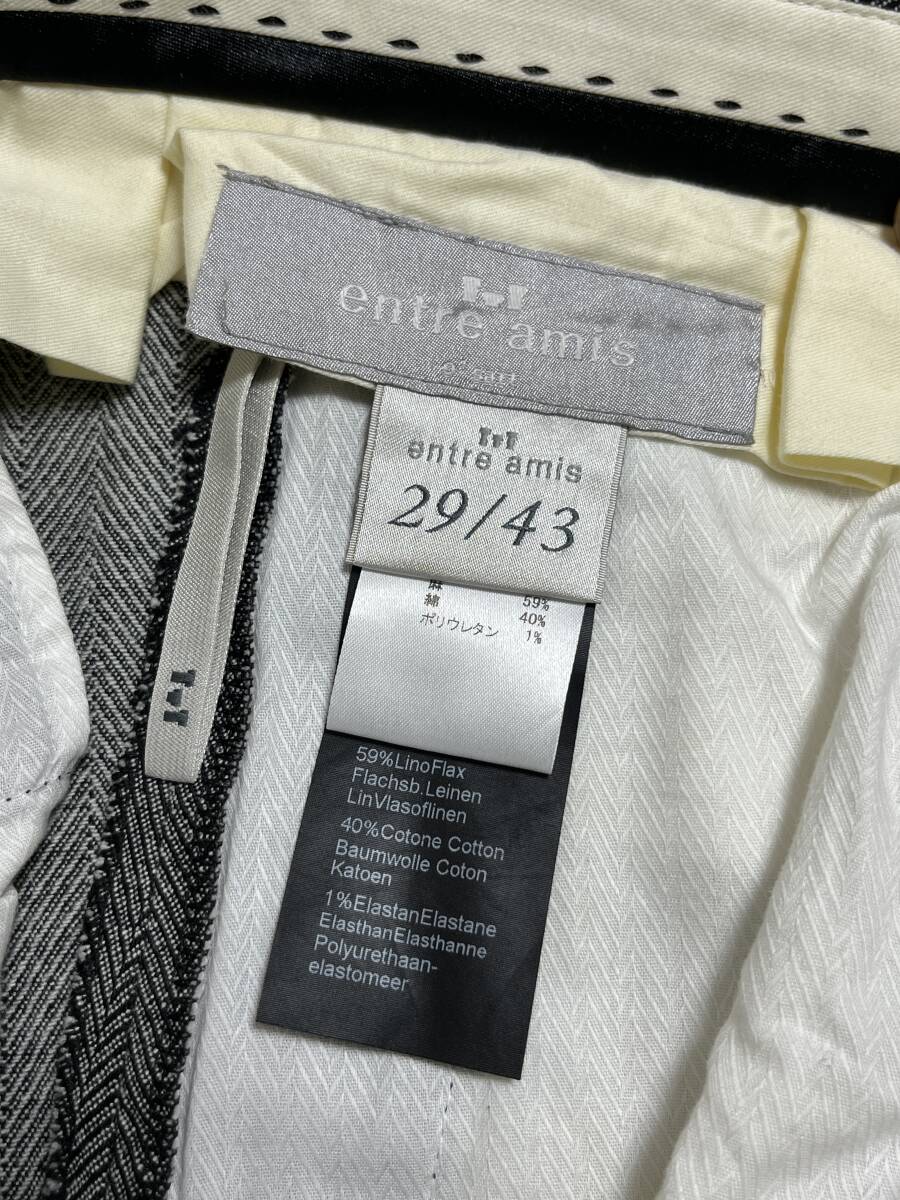 entre amis
entre amis
29/43
麻 59%
綿 40%
ポリウレタン 1%
59%LinoFlax
Flachsb.Leinen
LinVlasoflinen
40%Cotone Cotton
Baumwolle Coton
Katoen
1%ElastanElastane
ElasthanElasthanne
Polyurethaan-
elastomeer